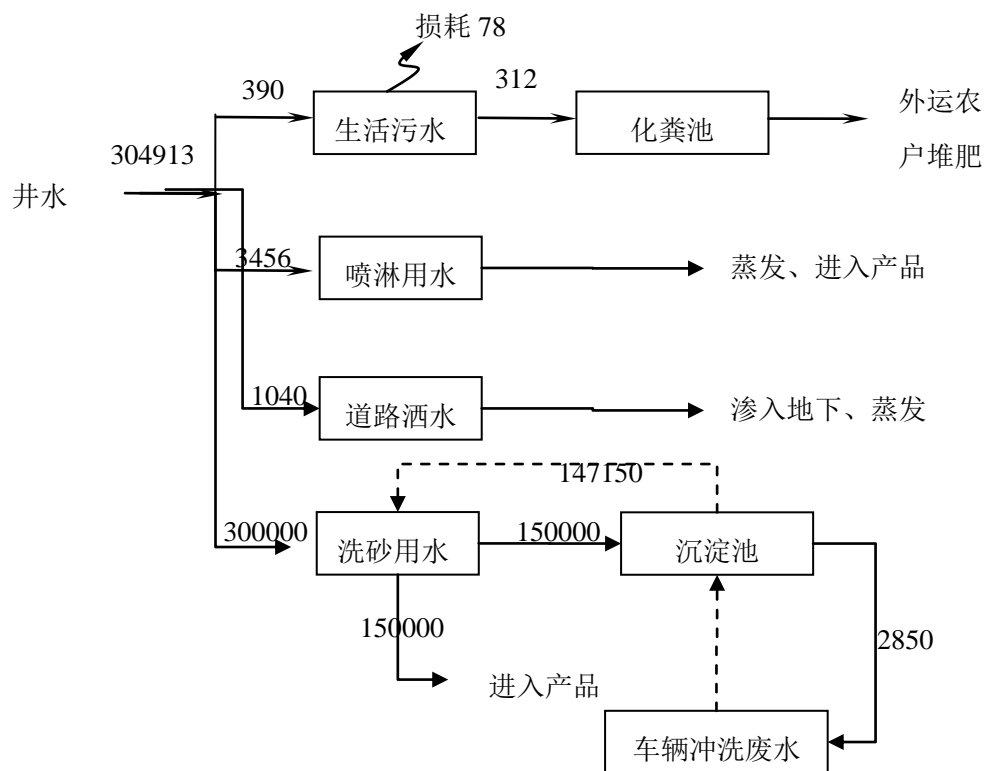 损耗 78
390
生活污水
312
化粪池
外运农
户堆肥
304913
井水
3456
喷淋用水
蒸发、进入产品
1040
道路洒水
渗入地下、蒸发
147150
300000
洗砂用水
150000
沉淀池
150000
2850
进入产品
车辆冲洗废水